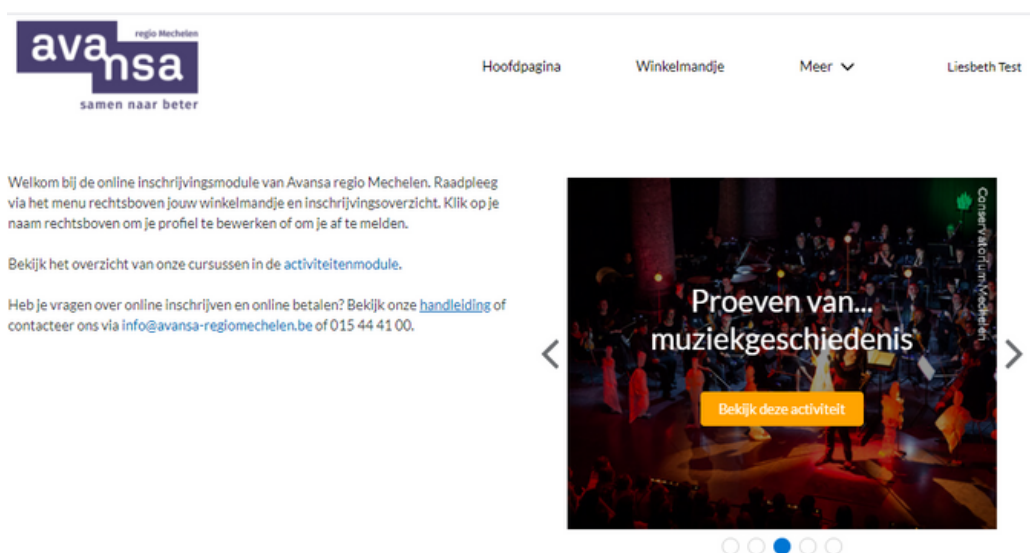 regio Mechelen
avansa
samen naar beter
Hoofdpagina
Winkelmandje
Meer
Liesbeth Test
Welkom bij de online inschrijvingsmodule van Avansa regio Mechelen. Raadpleeg
via het menu rechtsboven jouw winkelmandje en inschrijvingsoverzicht. Klik op je
naam rechtsboven om je profiel te bewerken of om je af te melden.
Bekijk het overzicht van onze cursussen in de activiteitenmodule.
Heb je vragen over online inschrijven en online betalen? Bekijk onze handleiding of
contacteer ons via info@avansa-regiomechelen.be of 015 44 41 00.
Conservatorium Mechelen
Proeven van...
muziekgeschiedenis
Bekijk deze activiteit